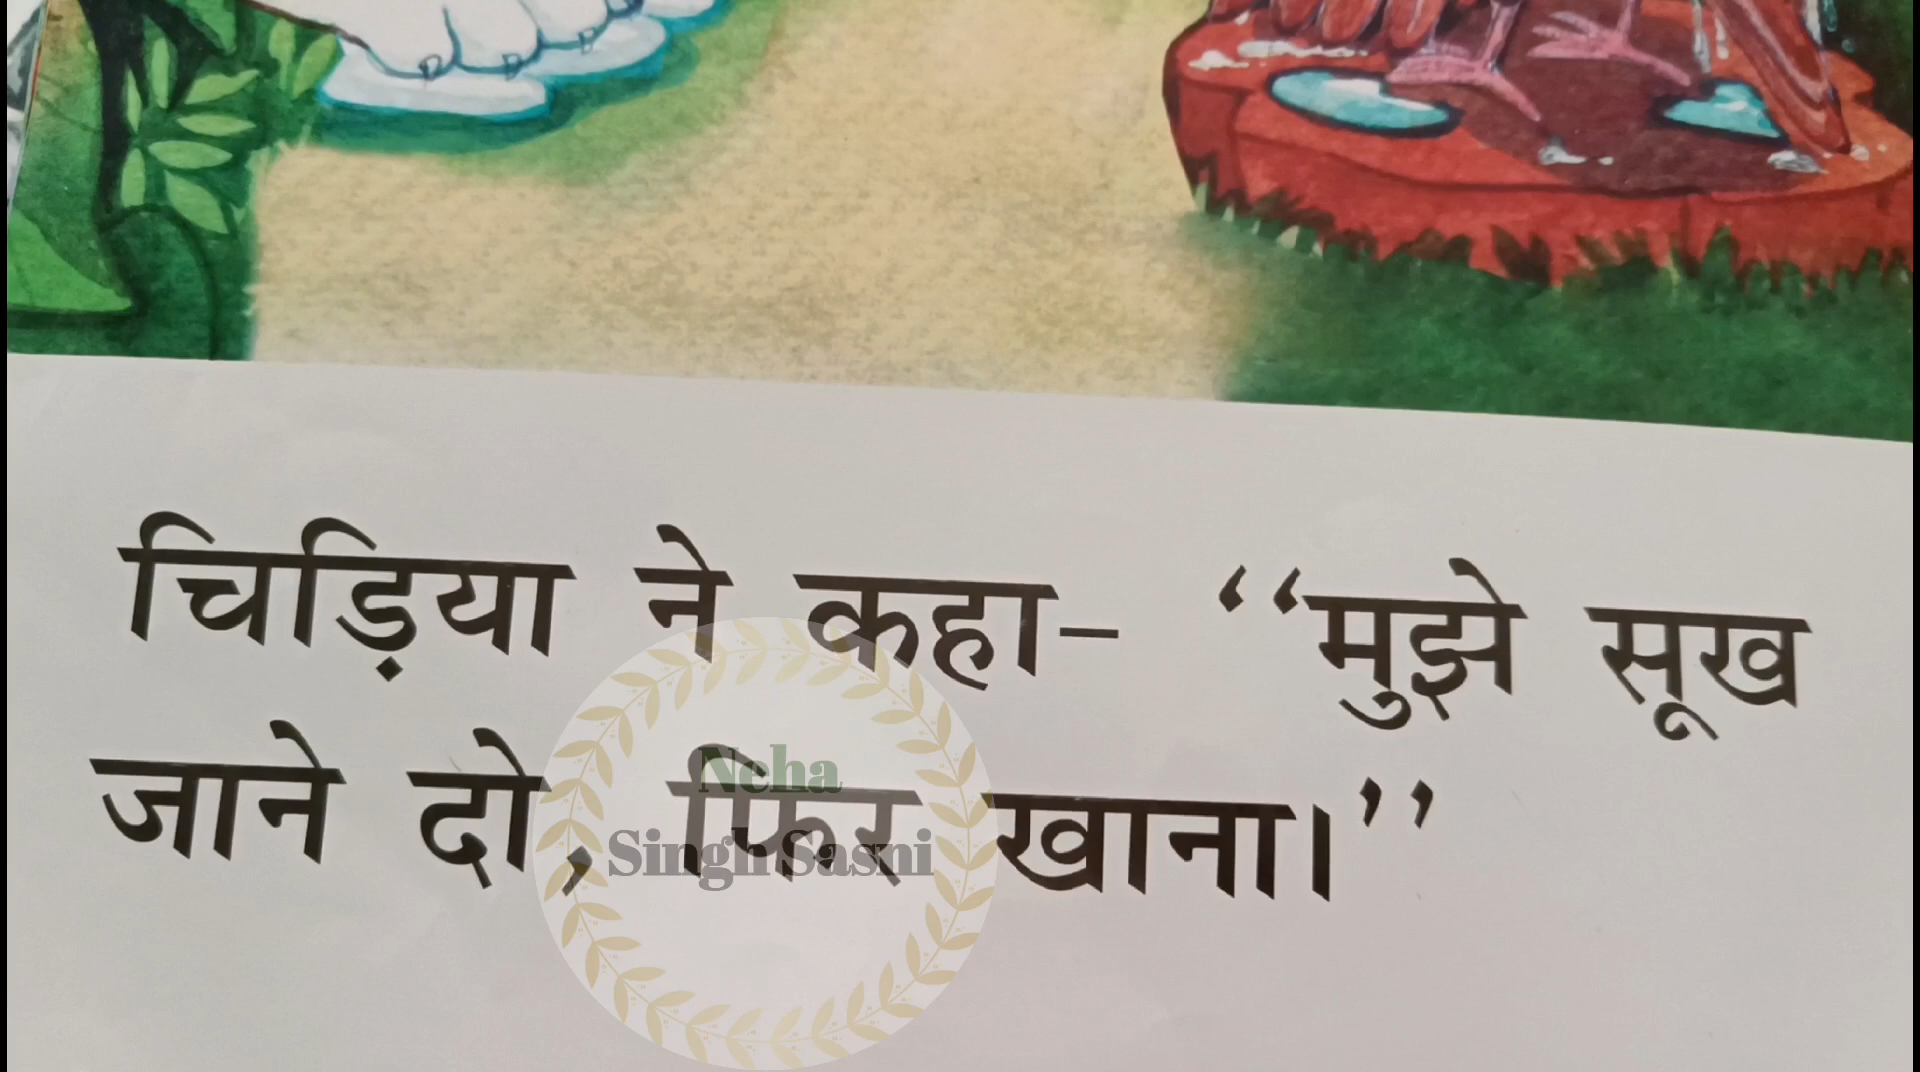 चिड़िया ने कहा- ‘‘मुझे सूख
जाने दो, फिर खाना।’’
Neha
Singh Sasni